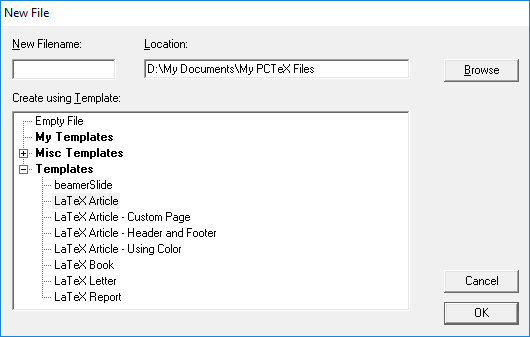 New File
New Filename:
Location:
D:\My Documents\My PCTeX Files
Browse
Create using Template:
Empty File
My Templates
Misc Templates
Templates
beamerSlide
LaTeX Article
LaTeX Article - Custom Page
LaTeX Article - Header and Footer
LaTeX Article - Using Color
LaTeX Book
LaTeX Letter
LaTeX Report
Cancel
OK